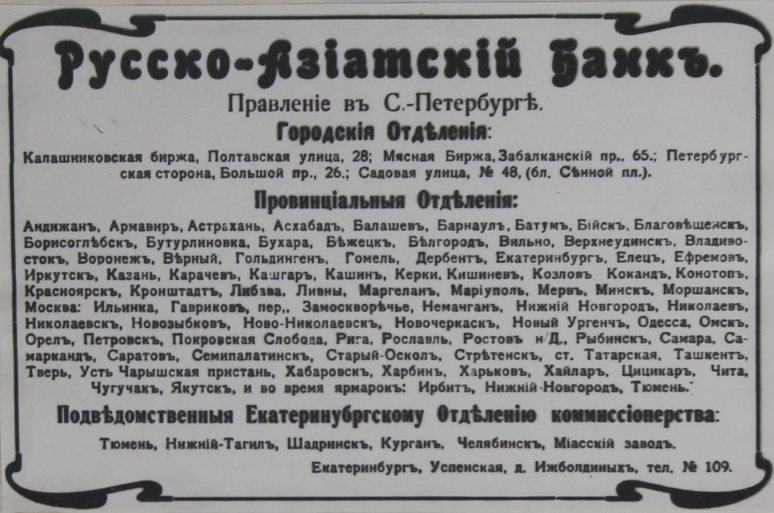 Русско-Азіатскій Банкъ.
Правленіе въ С.-Петербургѣ.
Городскія Отдѣленія:
Калашниковская биржа, Полтавская улица, 28; Мясная Биржа, Забалканскій пр., 65.; Петербург-
ская сторона, Большой пр., 26.; Садовая улица, № 48, (бл. Сѣнной пл.).
Провинціальныя Отдѣленія:
Андижанъ, Армавиръ, Астрахань, Асхабадъ, Балашевъ, Барнаулъ, Батумъ, Бійскъ, Благовѣщенскъ,
Борисоглѣбскъ, Бутурлиновка, Бухара, Бѣжецкъ, Бѣлгородъ, Вильно, Верхнеудинскъ, Владиво-
стокъ, Воронежъ, Вѣрный, Гольдингенъ, Гомель, Дербентъ, Екатеринбургъ, Елецъ, Ефремовъ,
Иркутскъ, Казань, Карачевъ, Кашгаръ, Кашинъ, Керки, Кишиневъ, Козловъ, Кокандъ, Конотопъ,
Красноярскъ, Кронштадтъ, Либава, Ливны, Маргеланъ, Маріуполь, Мервъ, Минскъ, Моршанскъ,
Москва: Ильинка, Гавриковъ, пер., Замоскворѣчье, Неманганъ, Нижній Новгородъ, Николаевъ,
Николаевскъ, Новозыбковъ, Ново-Николаевскъ, Новочеркаскъ, Новый Ургенчъ, Одесса, Омскъ,
Орелъ, Петровскъ, Покровская Слобода, Рига, Рославль, Ростовъ н/Д., Рыбинскъ, Самара, Са-
маркандъ, Саратовъ, Семипалатинскъ, Старый-Осколъ, Стрѣтенскъ, ст. Татарская, Ташкентъ,
Тверь, Усть Чарышская пристань, Хабаровскъ, Харбинъ, Харьковъ, Хайларъ, Цицикаръ, Чита,
Чугучакъ, Якутскъ, и во время ярмарокъ: Ирбитъ, Нижній-Новгородъ, Тюмень.
Подвѣдомственныя Екатеринубргскому Отдѣленію коммиссіонерства:
Тюмень, Нижній-Тагилъ, Шадринскъ, Курганъ, Челябинскъ, Міасскій заводъ.
Екатеринбургъ, Успенская, д. Ижболдиныхъ, тел. № 109.